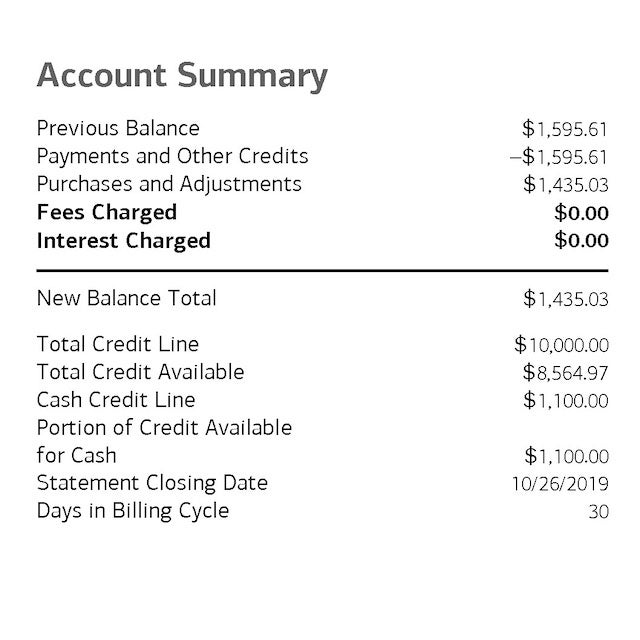 Account Summary
Previous Balance $1,595.61
Payments and Other Credits –$1,595.61
Purchases and Adjustments $1,435.03
Fees Charged $0.00
Interest Charged $0.00
New Balance Total $1,435.03
Total Credit Line $10,000.00
Total Credit Available $8,564.97
Cash Credit Line $1,100.00
Portion of Credit Available
for Cash $1,100.00
Statement Closing Date 10/26/2019
Days in Billing Cycle 30